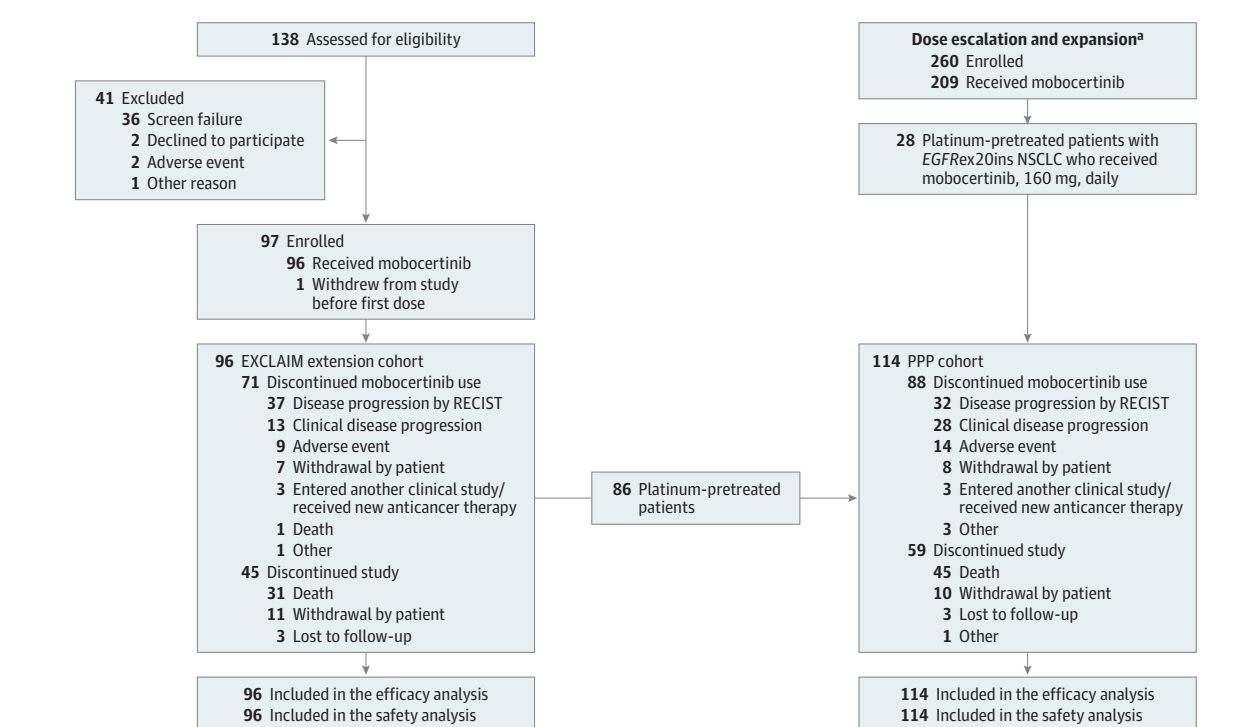 138 Assessed for eligibility
41 Excluded
36 Screen failure
2 Declined to participate
2 Adverse event
1 Other reason
97 Enrolled
96 Received mobocertinib
1 Withdrew from study
before first dose
96 EXCLAIM extension cohort
71 Discontinued mobocertinib use
37 Disease progression by RECIST
13 Clinical disease progression
9 Adverse event
7 Withdrawal by patient
3 Entered another clinical study/
received new anticancer therapy
1 Death
1 Other
45 Discontinued study
31 Death
11 Withdrawal by patient
3 Lost to follow-up
96 Included in the efficacy analysis
96 Included in the safety analysis
86 Platinum-pretreated
patients
Dose escalation and expansionᵃ
260 Enrolled
209 Received mobocertinib
28 Platinum-pretreated patients with
EGFRex20ins NSCLC who received
mobocertinib, 160 mg, daily
114 PPP cohort
88 Discontinued mobocertinib use
32 Disease progression by RECIST
28 Clinical disease progression
14 Adverse event
8 Withdrawal by patient
3 Entered another clinical study/
received new anticancer therapy
3 Other
59 Discontinued study
45 Death
10 Withdrawal by patient
3 Lost to follow-up
1 Other
114 Included in the efficacy analysis
114 Included in the safety analysis